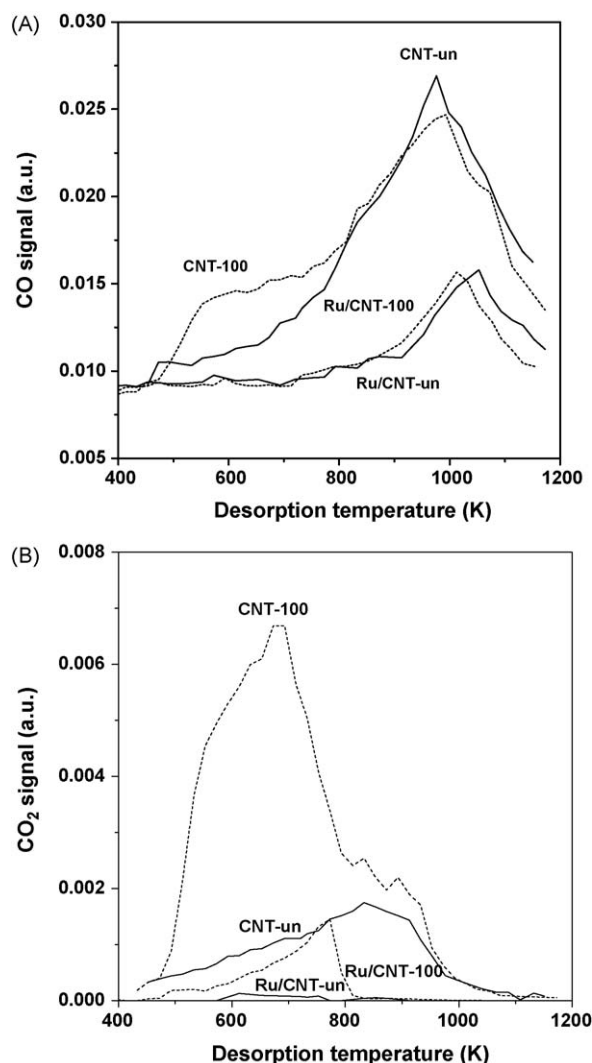 (A)
0.030
0.025
0.020
0.015
0.010
0.005
CO signal (a.u.)
CNT-un
CNT-100
Ru/CNT-100
Ru/CNT-un
400 600 800 1000 1200
Desorption temperature (K)
(B)
0.008
0.006
0.004
0.002
0.000
CO₂ signal (a.u.)
CNT-100
CNT-un
Ru/CNT-un
Ru/CNT-100
400 600 800 1000 1200
Desorption temperature (K)